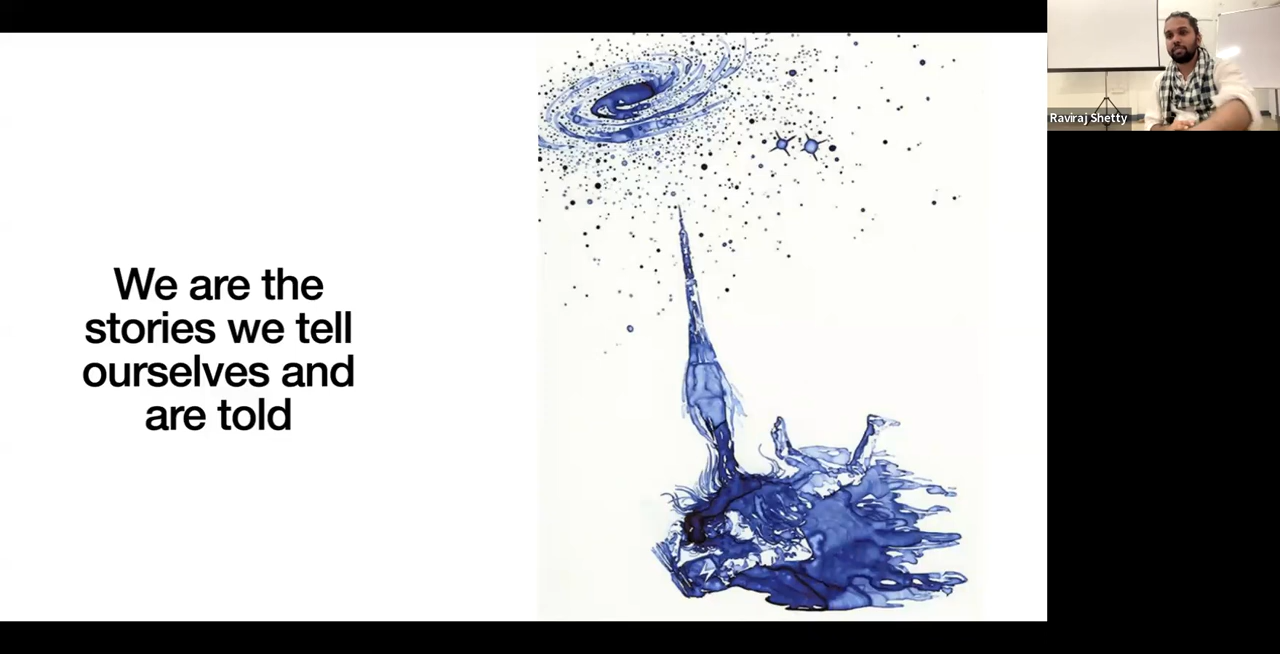 We are the
stories we tell
ourselves and
are told
Raviraj Shetty